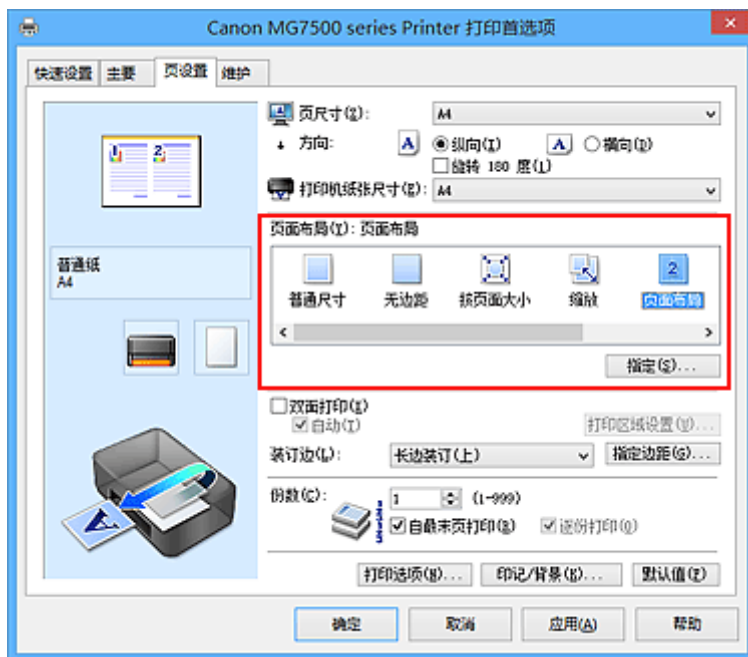 Canon MG7500 series Printer 打印首选项
快速设置 主要 页设置 维护
页尺寸(Z): A4
方向: A 纵向(I) A 横向(D)
旋转 180 度(L)
打印机纸张尺寸(E): A4
页面布局(Y): 页面布局
1 2
普通纸
A4
2
普通尺寸 无边距 按页面大小 缩放 页面布局
指定(S)...
双面打印(X)
自动(T)
打印区域设置(U)...
装订边(L): 长边装订(上) 指定边距(G)...
份数(C): 1 (1-999)
自最末页打印(R) 逐份打印(O)
打印选项(N)... 印记/背景(K)... 默认值(F)
确定 取消 应用(A) 帮助